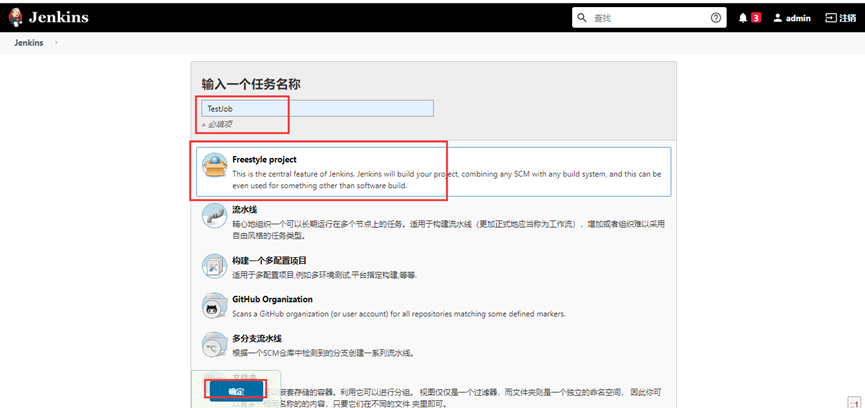 Jenkins
查找
3
admin
注销
Jenkins
输入一个任务名称
TestJob
» 必填项
Freestyle project
This is the central feature of Jenkins. Jenkins will build your project, combining any SCM with any build system, and this can be
even used for something other than software build.
流水线
精心地组织一个可以长期运行在多个节点上的任务。适用于构建流水线（更加正式地应当称为工作流），增加或者组织难以采用
自由风格的任务类型。
构建一个多配置项目
适用于多配置项目,例如多环境测试,平台指定构建,等等.
GitHub Organization
Scans a GitHub organization (or user account) for all repositories matching some defined markers.
多分支流水线
根据一个SCM仓库中检测到的分支创建一系列流水线。
文件夹
确定
以嵌套存储的容器。利用它可以进行分组。 视图仅仅是一个过滤器，而文件夹则是一个独立的命名空间， 因此你可
名称的的内容，只要它们在不同的文件 夹里即可。